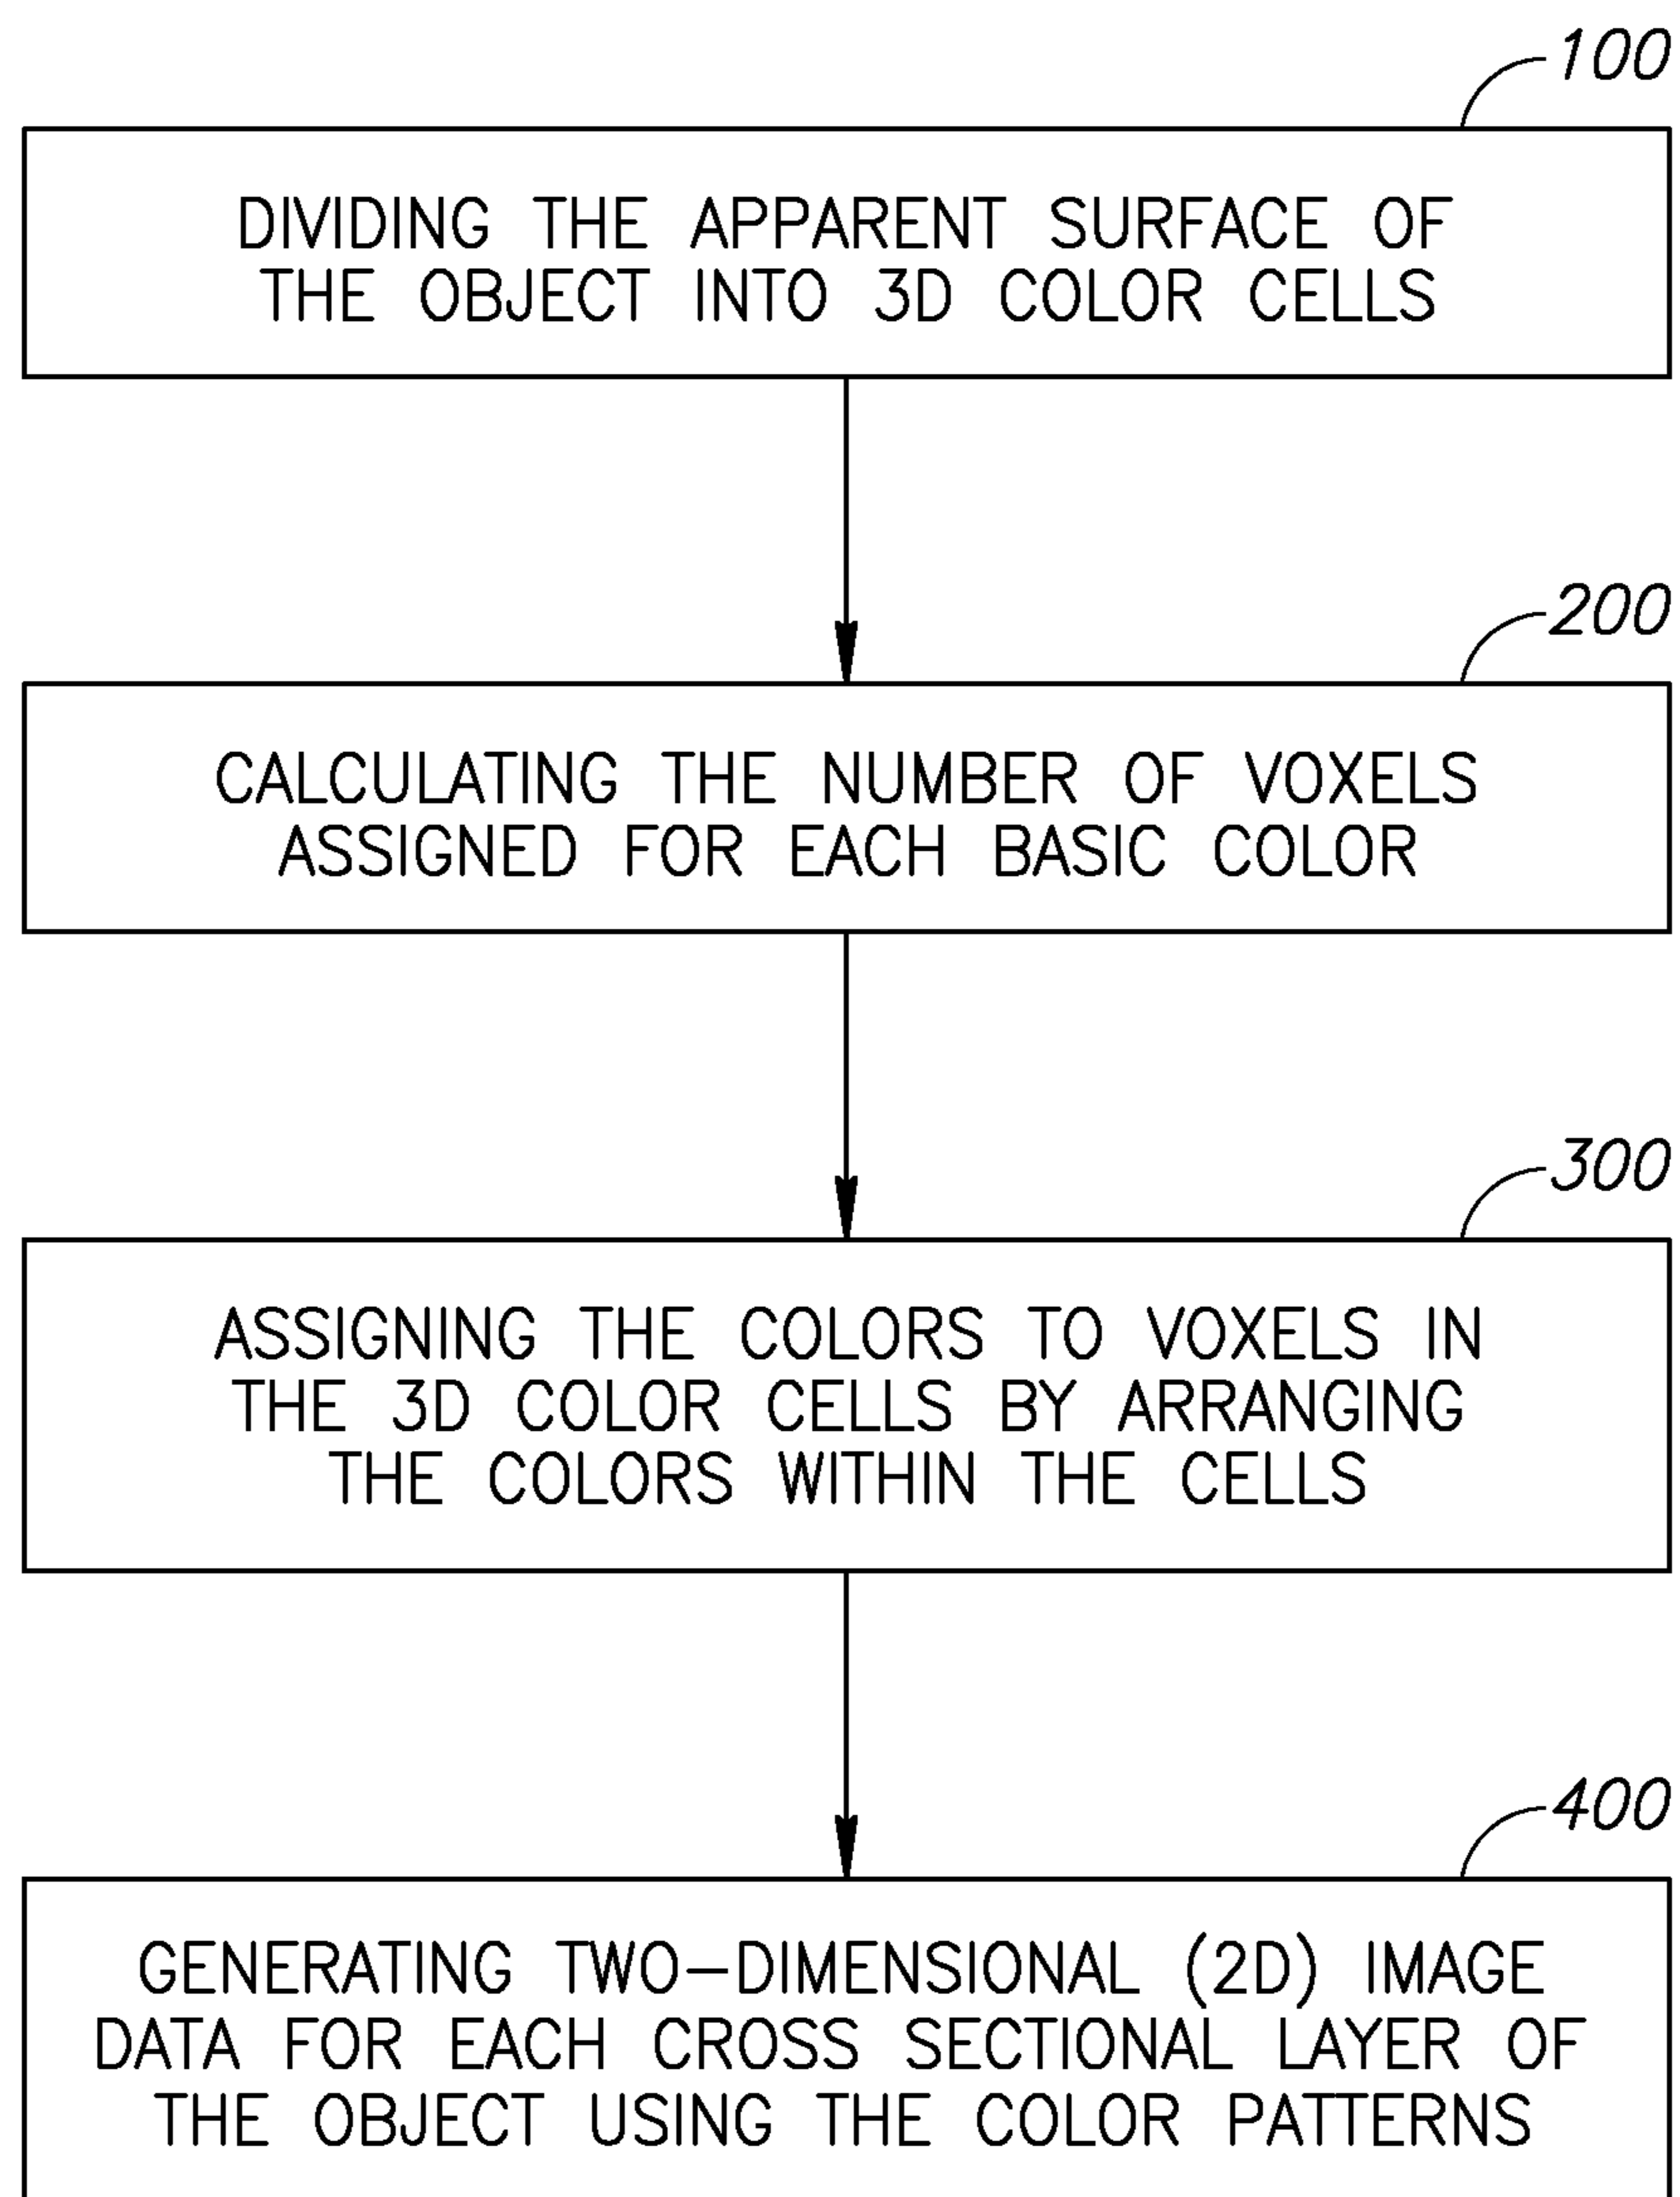 100
DIVIDING THE APPARENT SURFACE OF
THE OBJECT INTO 3D COLOR CELLS
200
CALCULATING THE NUMBER OF VOXELS
ASSIGNED FOR EACH BASIC COLOR
300
ASSIGNING THE COLORS TO VOXELS IN
THE 3D COLOR CELLS BY ARRANGING
THE COLORS WITHIN THE CELLS
400
GENERATING TWO-DIMENSIONAL (2D) IMAGE
DATA FOR EACH CROSS SECTIONAL LAYER OF
THE OBJECT USING THE COLOR PATTERNS